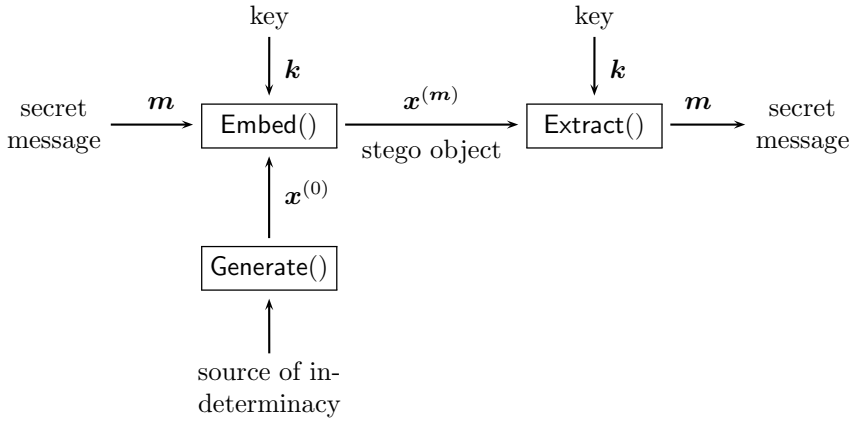 key
key
k
k
secret
message
m
Embed()
x^(m)
stego object
Extract()
m
secret
message
x^(0)
Generate()
source of in-
determinacy